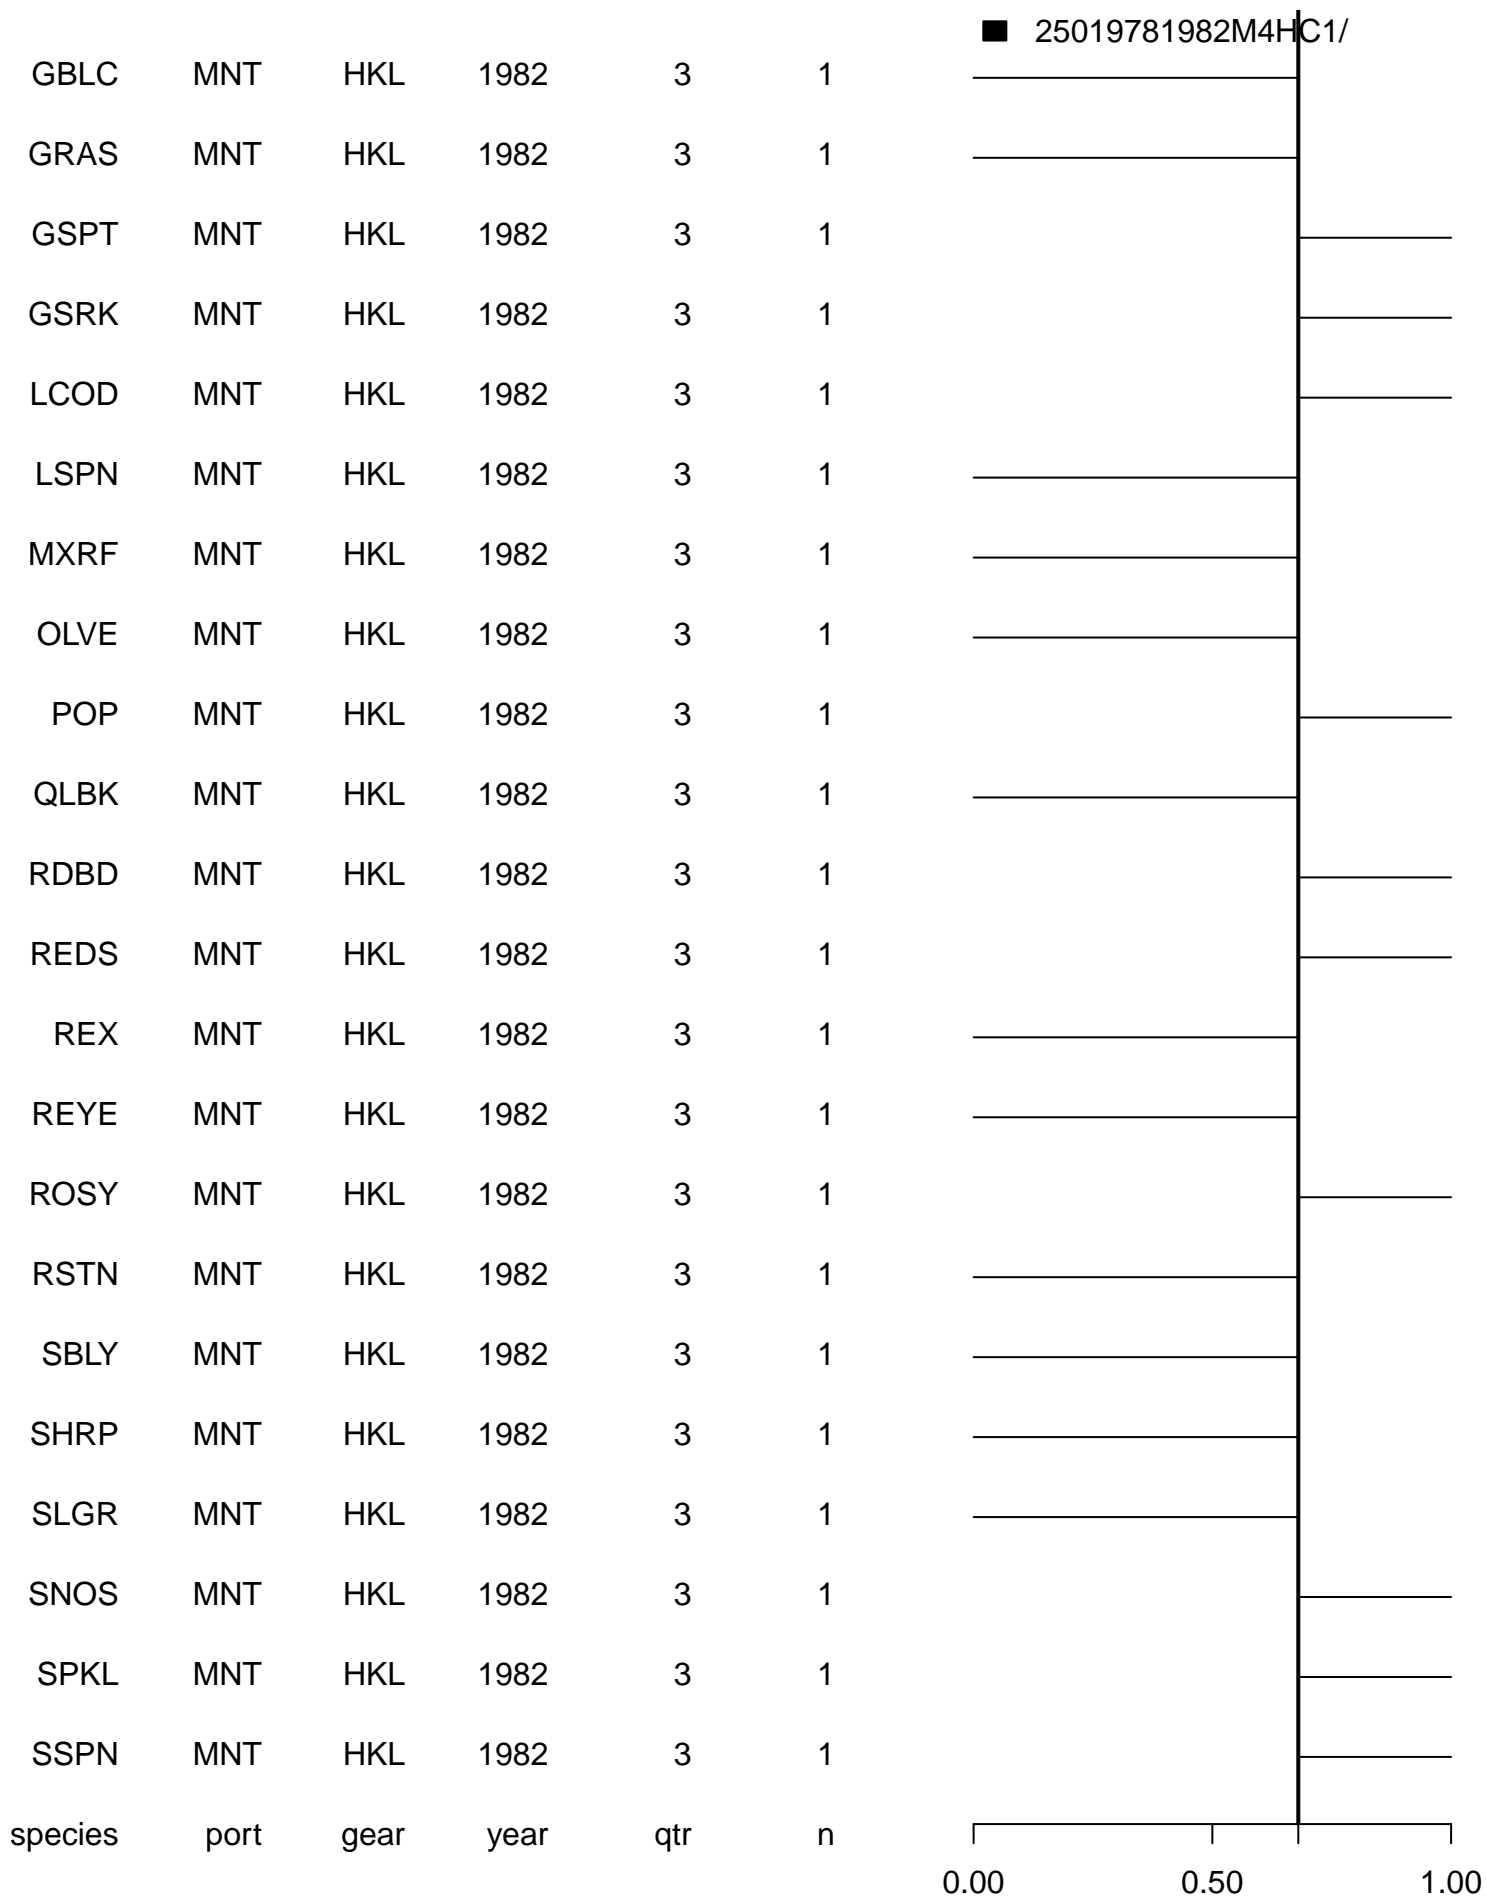 25019781982M4HC1/
GBLC MNT HKL 1982 3 1
GRAS MNT HKL 1982 3 1
GSPT MNT HKL 1982 3 1
GSRK MNT HKL 1982 3 1
LCOD MNT HKL 1982 3 1
LSPN MNT HKL 1982 3 1
MXRF MNT HKL 1982 3 1
OLVE MNT HKL 1982 3 1
POP MNT HKL 1982 3 1
QLBK MNT HKL 1982 3 1
RDBD MNT HKL 1982 3 1
REDS MNT HKL 1982 3 1
REX MNT HKL 1982 3 1
REYE MNT HKL 1982 3 1
ROSY MNT HKL 1982 3 1
RSTN MNT HKL 1982 3 1
SBLY MNT HKL 1982 3 1
SHRP MNT HKL 1982 3 1
SLGR MNT HKL 1982 3 1
SNOS MNT HKL 1982 3 1
SPKL MNT HKL 1982 3 1
SSPN MNT HKL 1982 3 1
species port gear year qtr n
0.00 0.50 1.00